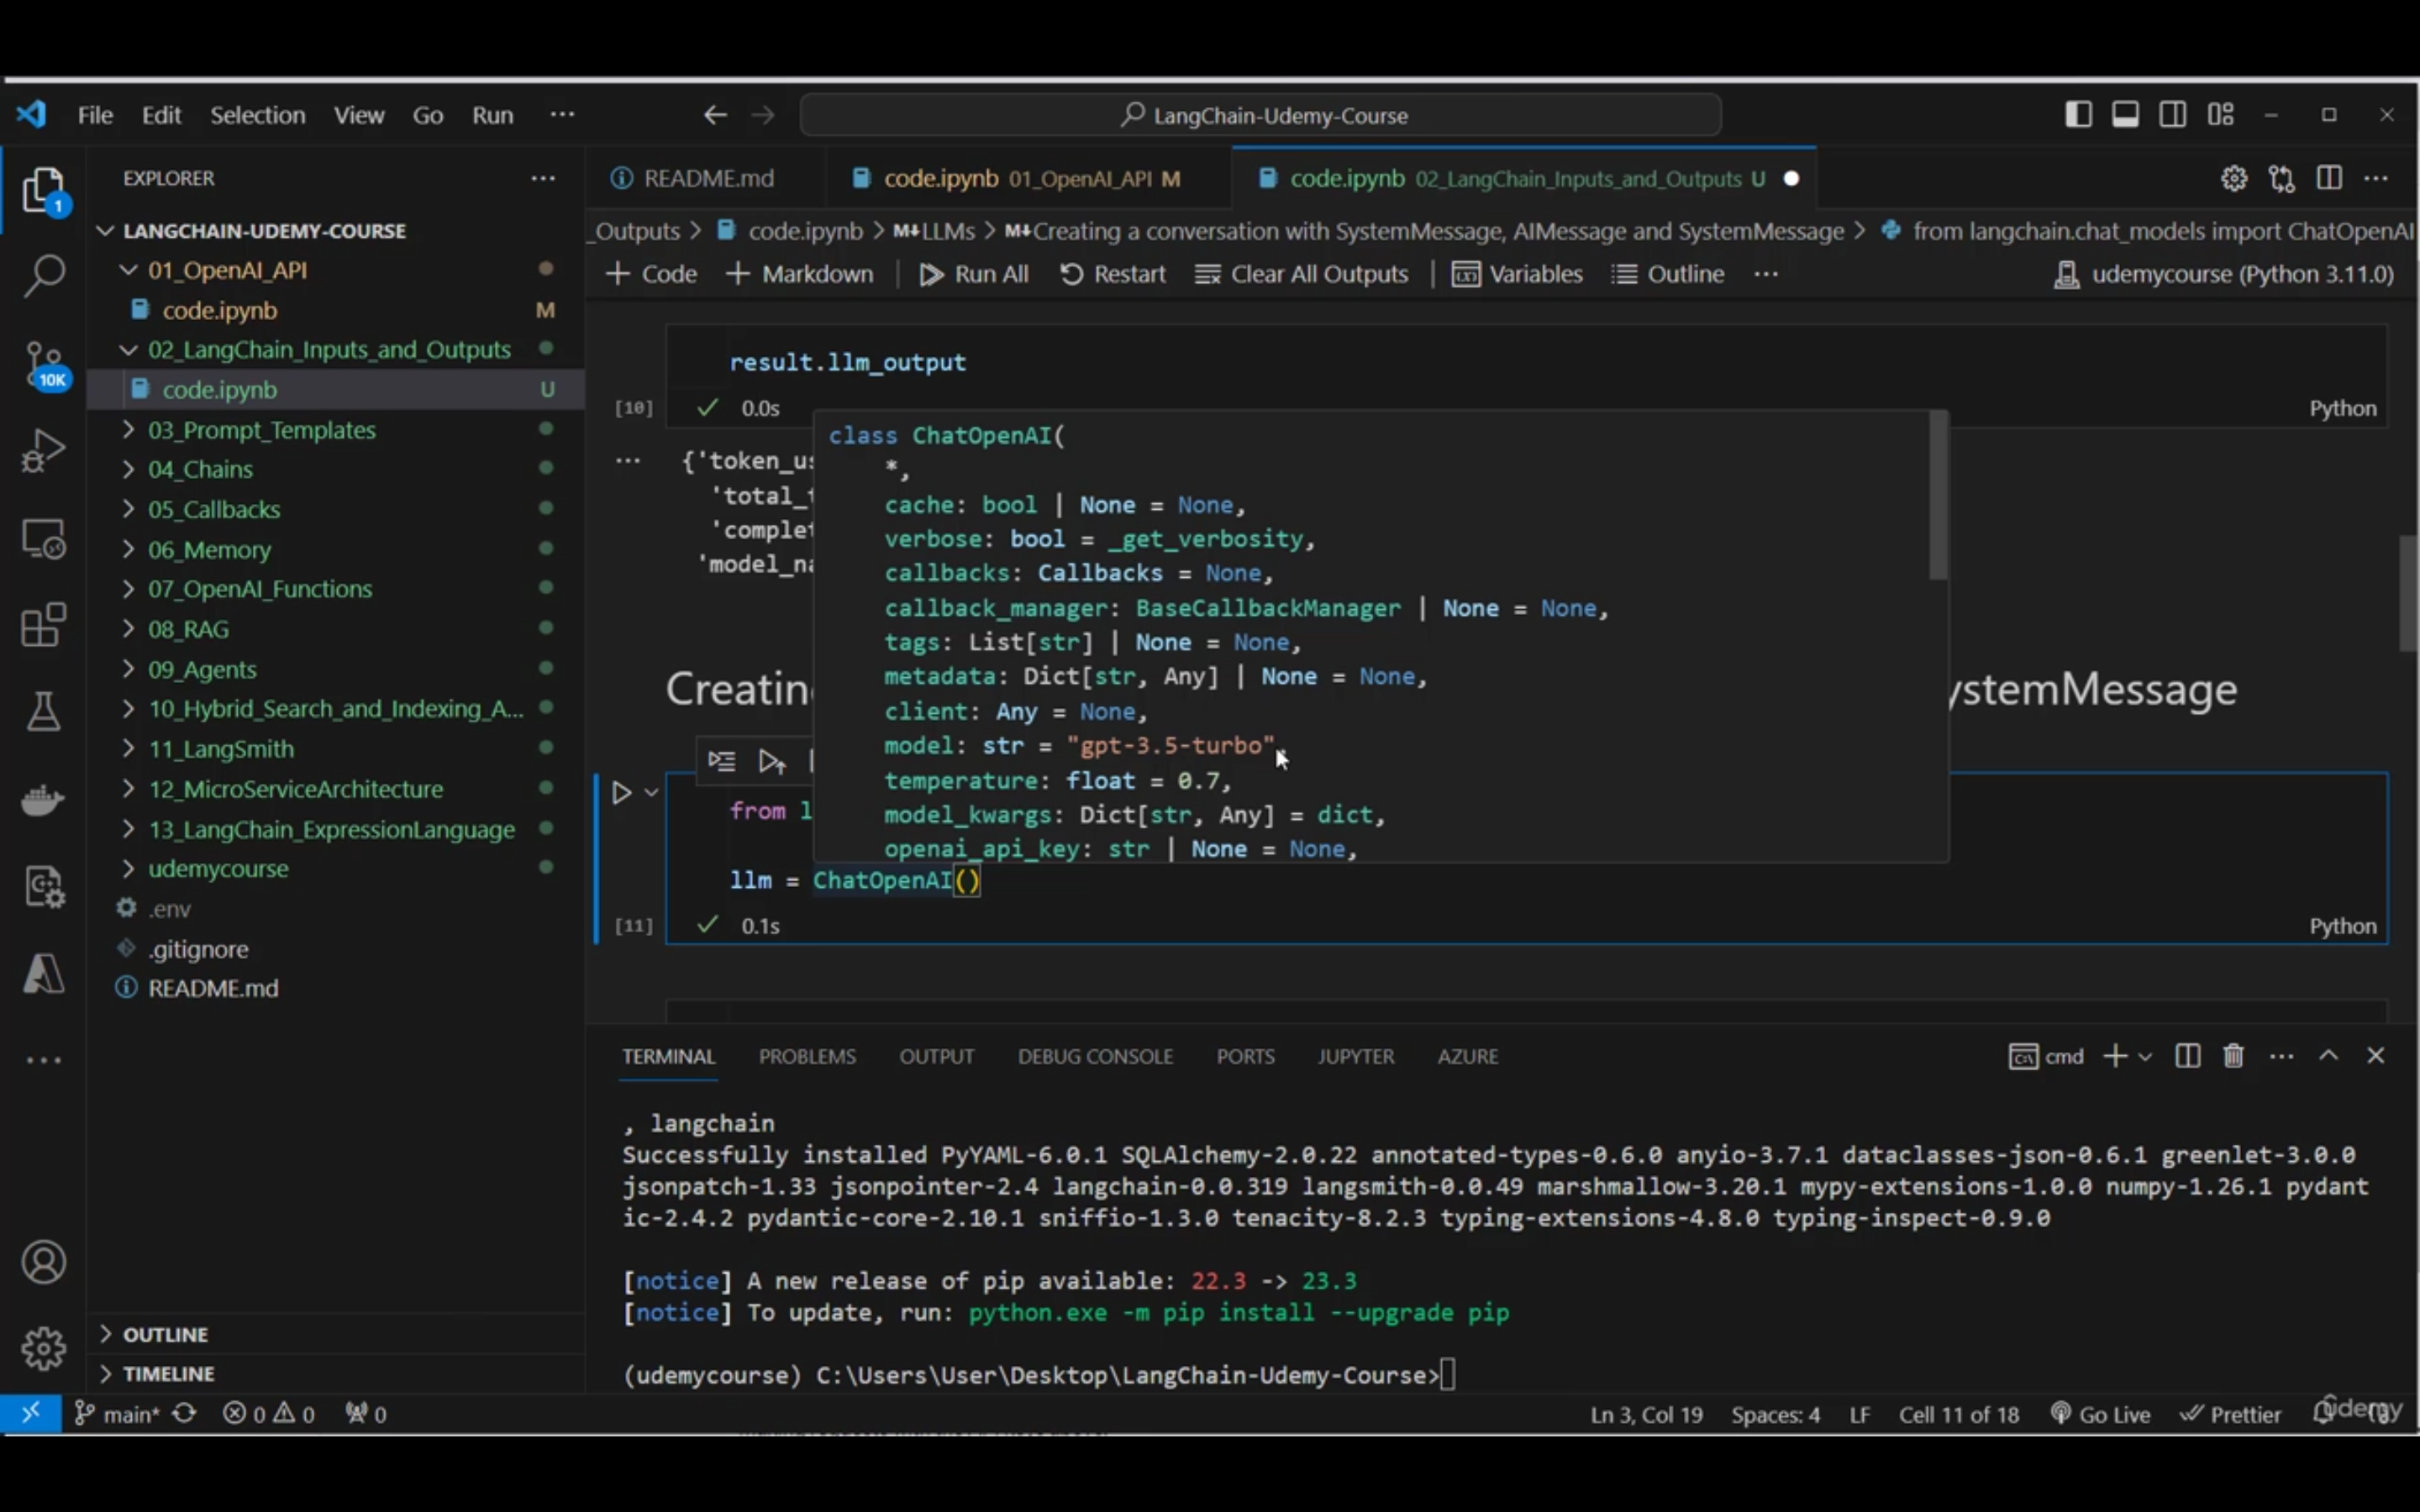 File Edit Selection View Go Run ···
LangChain-Udemy-Course
EXPLORER
1
10K
LANGCHAIN-UDEMY-COURSE
01_OpenAI_API
code.ipynb M
02_LangChain_Inputs_and_Outputs
code.ipynb U
03_Prompt_Templates
04_Chains
05_Callbacks
06_Memory
07_OpenAI_Functions
08_RAG
09_Agents
10_Hybrid_Search_and_Indexing_A...
11_LangSmith
12_MicroServiceArchitecture
13_LangChain_ExpressionLanguage
udemycourse
.env
.gitignore
README.md
OUTLINE
TIMELINE
README.md
code.ipynb 01_OpenAI_API M
code.ipynb 02_LangChain_Inputs_and_Outputs U
_Outputs > code.ipynb > M↓LLMs > M↓Creating a conversation with SystemMessage, AIMessage and SystemMessage > from langchain.chat_models import ChatOpenAI
+ Code + Markdown Run All Restart Clear All Outputs Variables Outline ··· udemycourse (Python 3.11.0)
result.llm_output
[10] 0.0s Python
{'token_us
'total_t
'complet
'model_na
class ChatOpenAI(
*,
cache: bool | None = None,
verbose: bool = _get_verbosity,
callbacks: Callbacks = None,
callback_manager: BaseCallbackManager | None = None,
tags: List[str] | None = None,
metadata: Dict[str, Any] | None = None,
client: Any = None,
model: str = "gpt-3.5-turbo",
temperature: float = 0.7,
model_kwargs: Dict[str, Any] = dict,
openai_api_key: str | None = None,
Creatin ystemMessage
from l
llm = ChatOpenAI()
[11] 0.1s Python
TERMINAL PROBLEMS OUTPUT DEBUG CONSOLE PORTS JUPYTER AZURE
cmd
, langchain
Successfully installed PyYAML-6.0.1 SQLAlchemy-2.0.22 annotated-types-0.6.0 anyio-3.7.1 dataclasses-json-0.6.1 greenlet-3.0.0
jsonpatch-1.33 jsonpointer-2.4 langchain-0.0.319 langsmith-0.0.49 marshmallow-3.20.1 mypy-extensions-1.0.0 numpy-1.26.1 pydant
ic-2.4.2 pydantic-core-2.10.1 sniffio-1.3.0 tenacity-8.2.3 typing-extensions-4.8.0 typing-inspect-0.9.0
[notice] A new release of pip available: 22.3 -> 23.3
[notice] To update, run: python.exe -m pip install --upgrade pip
(udemycourse) C:\Users\User\Desktop\LangChain-Udemy-Course>
main* 0 0 0
Ln 3, Col 19 Spaces: 4 LF Cell 11 of 18 Go Live Prettier
Udemy